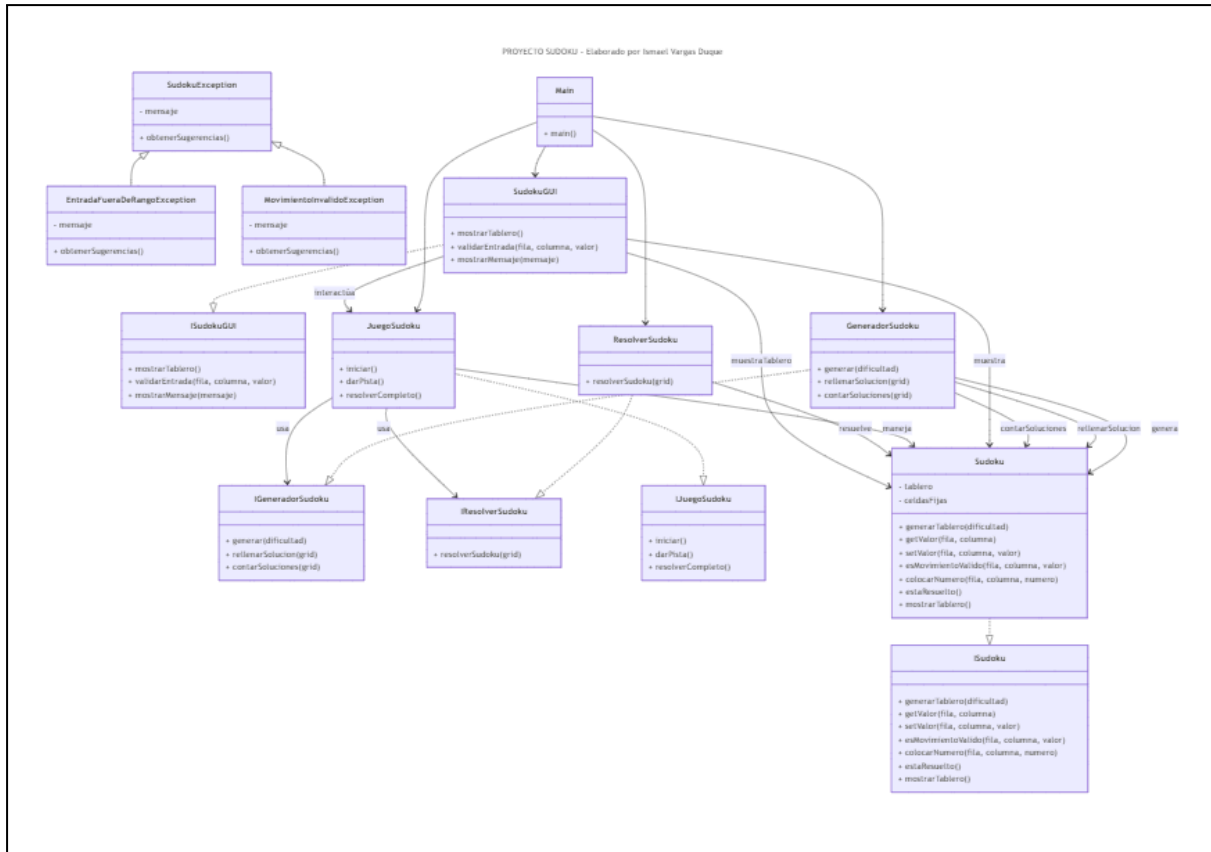 PROYECTO SUDOKU - Elaborado por Ismael Vargas Duque
SudokuException
- mensaje
+ obtenerSugerencias()
Main
+ main()
EntradaFueraDeRangoException
- mensaje
+ obtenerSugerencias()
MovimientoInvalidoException
- mensaje
+ obtenerSugerencias()
SudokuGUI
+ mostrarTablero()
+ validarEntrada(fila, columna, valor)
+ mostrarMensaje(mensaje)
interactúa
ISudokuGUI
+ mostrarTablero()
+ validarEntrada(fila, columna, valor)
+ mostrarMensaje(mensaje)
JuegoSudoku
+ iniciar()
+ darPista()
+ resolverCompleto()
ResolverSudoku
+ resolverSudoku(grid)
muestraTablero
GeneradorSudoku
+ generar(dificultad)
+ rellenarSolucion(grid)
+ contarSoluciones(grid)
muestra
usa
usa
resuelve
maneja
contarSoluciones
rellenarSolucion
genera
IGeneradorSudoku
+ generar(dificultad)
+ rellenarSolucion(grid)
+ contarSoluciones(grid)
IResolverSudoku
+ resolverSudoku(grid)
IJuegoSudoku
+ iniciar()
+ darPista()
+ resolverCompleto()
Sudoku
- tablero
- celdasFijas
+ generarTablero(dificultad)
+ getValor(fila, columna)
+ setValor(fila, columna, valor)
+ esMovimientoValido(fila, columna, valor)
+ colocarNumero(fila, columna, numero)
+ estaResuelto()
+ mostrarTablero()
ISudoku
+ generarTablero(dificultad)
+ getValor(fila, columna)
+ setValor(fila, columna, valor)
+ esMovimientoValido(fila, columna, valor)
+ colocarNumero(fila, columna, numero)
+ estaResuelto()
+ mostrarTablero()